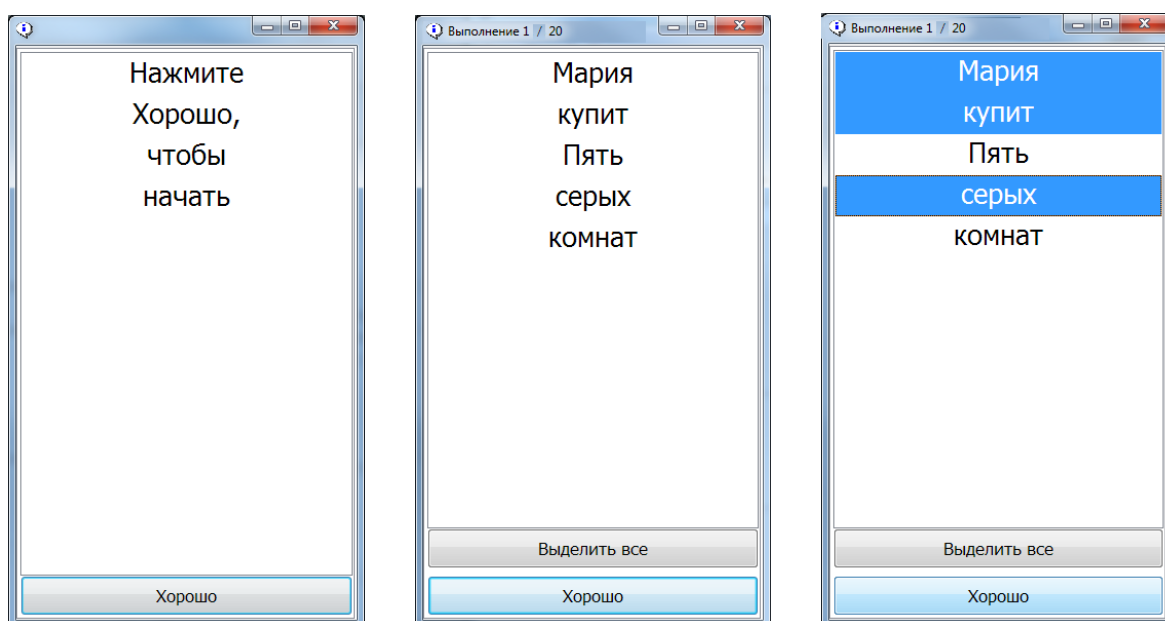 Нажмите
Хорошо,
чтобы
начать
Хорошо
Выполнение 1 / 20
Мария
купит
Пять
серых
комнат
Выделить все
Хорошо
Выполнение 1 / 20
Мария
купит
Пять
серых
комнат
Выделить все
Хорошо